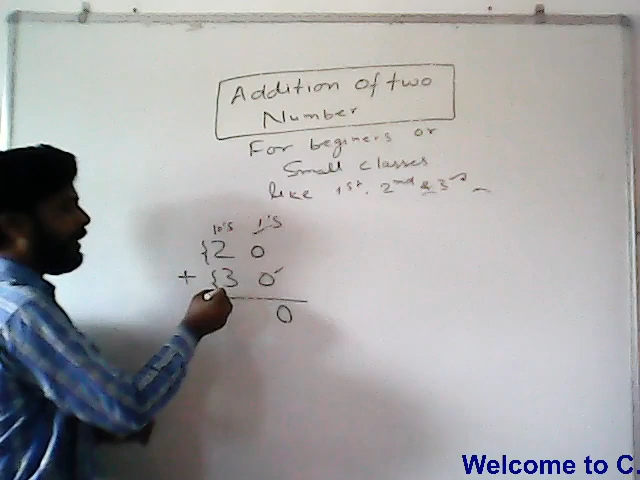 Addition of two
Number
For beginers or
Small classes
like 1st, 2nd & 3rd
10's 1's
{2 0
+ {3 0
0
Welcome to C.